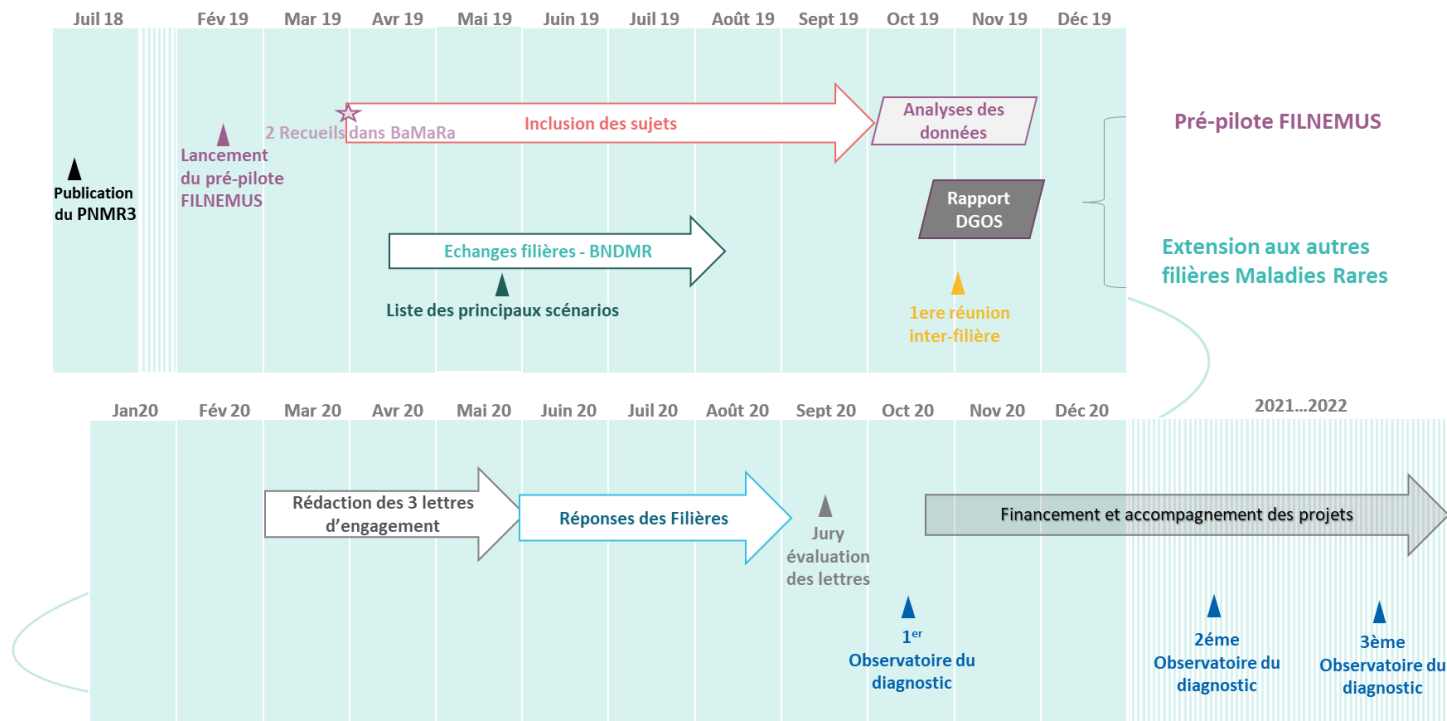 Juil 18
Fév 19
Mar 19
Avr 19
Mai 19
Juin 19
Juil 19
Août 19
Sept 19
Oct 19
Nov 19
Déc 19
2 Recueils dans BaMaRa
Inclusion des sujets
Analyses des
données
Pré-pilote FILNEMUS
Lancement
du pré-pilote
FILNEMUS
Publication
du PNMR3
Rapport
DGOS
Echanges filières - BNDMR
Extension aux autres
filières Maladies Rares
Liste des principaux scénarios
1ere réunion
inter-filière
Jan20
Fév 20
Mar 20
Avr 20
Mai 20
Juin 20
Juil 20
Août 20
Sept 20
Oct 20
Nov 20
Déc 20
2021...2022
Rédaction des 3 lettres
d’engagement
Réponses des Filières
Jury
évaluation
des lettres
Financement et accompagnement des projets
1er
Observatoire du
diagnostic
2éme
Observatoire du
diagnostic
3ème
Observatoire du
diagnostic